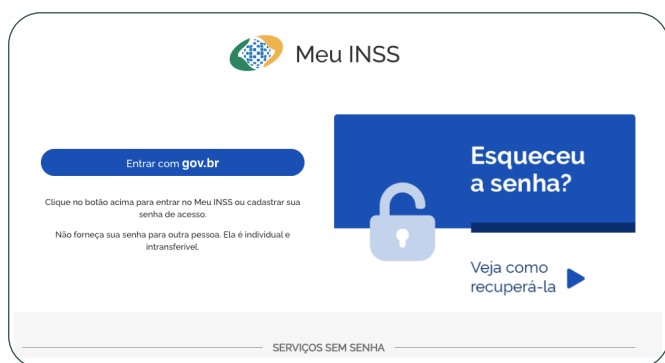 Meu INSS
Entrar com gov.br
Clique no botão acima para entrar no Meu INSS ou cadastrar sua
senha de acesso.
Não forneça sua senha para outra pessoa. Ela é individual e
intransferível.
Esqueceu
a senha?
Veja como
recuperá-la
SERVIÇOS SEM SENHA